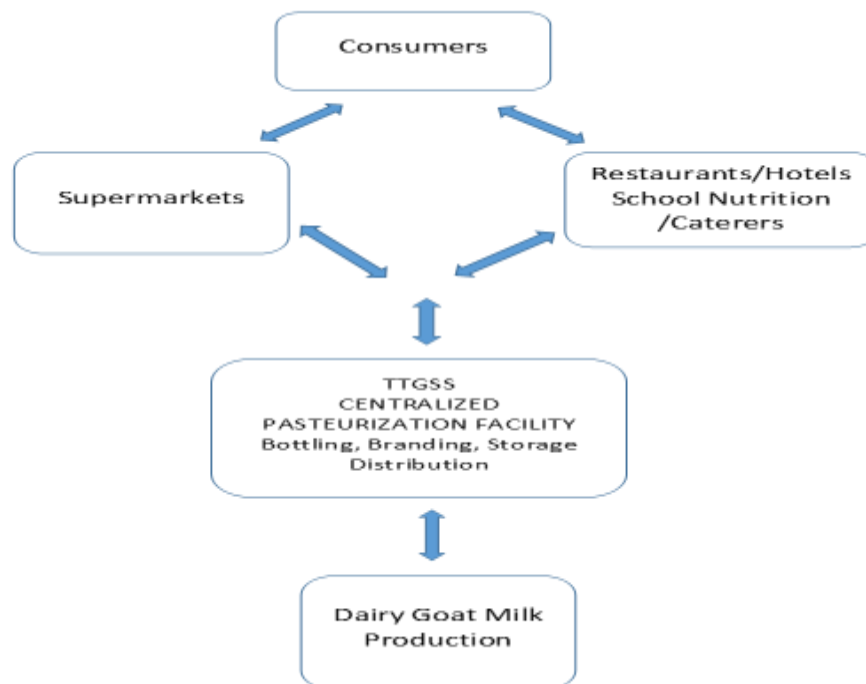 Consumers
Supermarkets
Restaurants/Hotels
School Nutrition
/Caterers
TTGSS
CENTRALIZED
PASTEURIZATION FACILITY
Bottling, Branding, Storage
Distribution
Dairy Goat Milk
Production